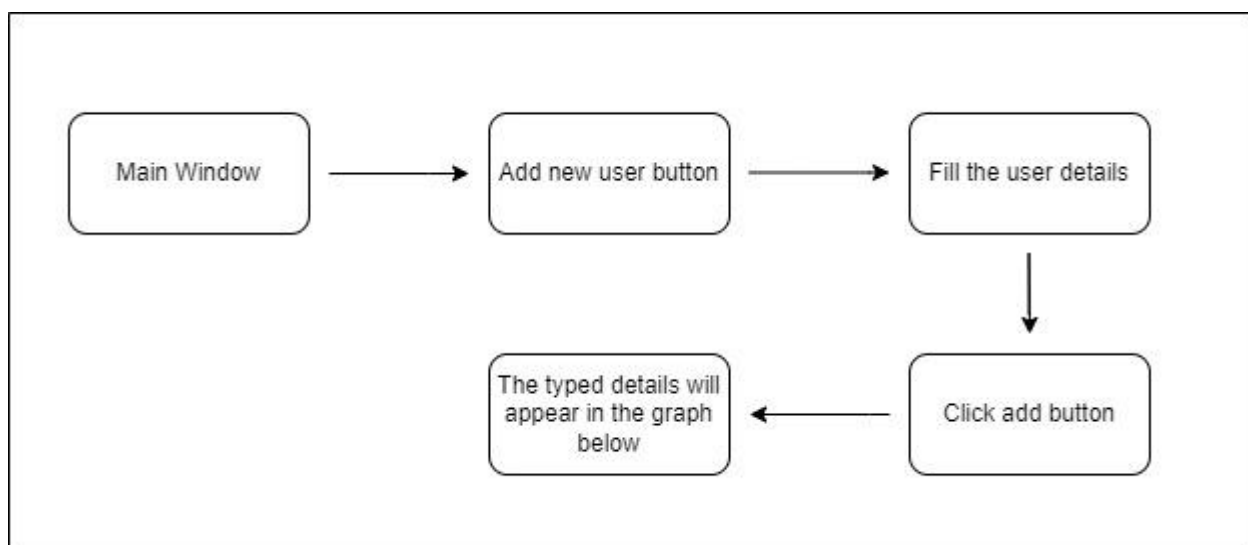 Main Window
Add new user button
Fill the user details
Click add button
The typed details will
appear in the graph
below